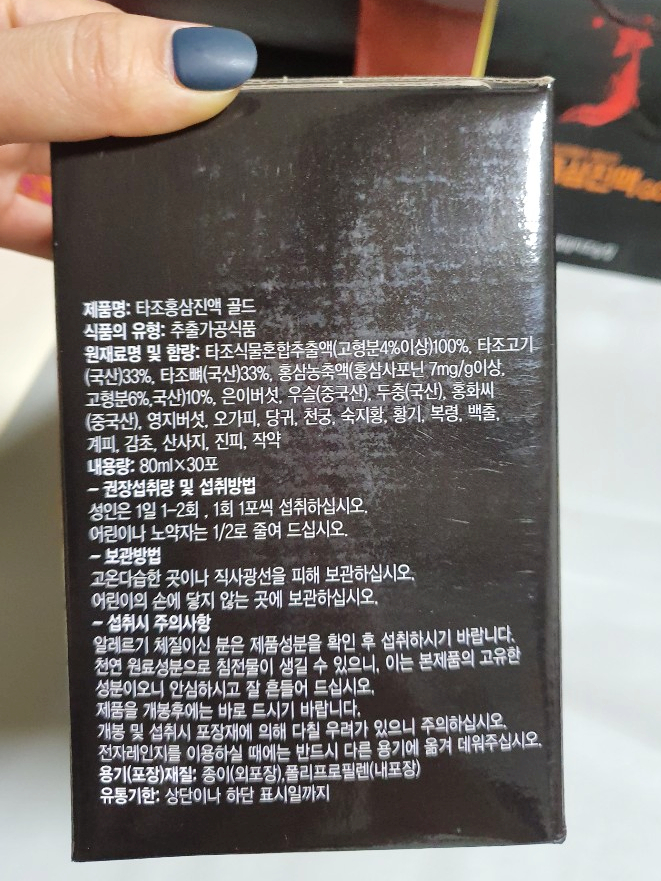 제품명: 타조홍삼진액 골드
식품의 유형: 추출가공식품
원재료명 및 함량: 타조식물혼합추출액(고형분4%이상)100%, 타조고기
(국산)33%, 타조뼈(국산)33%, 홍삼농축액(홍삼사포닌 7mg/g이상,
고형분6%,국산)10%, 은이버섯, 우슬(중국산), 두충(국산), 홍화씨
(중국산), 영지버섯, 오가피, 당귀, 천궁, 숙지황, 황기, 복령, 백출,
계피, 감초, 산사자, 진피, 작약
내용량: 80ml×30포
- 권장섭취량 및 섭취방법
성인은 1일 1-2회 , 1회 1포씩 섭취하십시오.
어린이나 노약자는 1/2로 줄여 드십시오.
- 보관방법
고온다습한 곳이나 직사광선을 피해 보관하십시오.
어린이의 손에 닿지 않는 곳에 보관하십시오.
- 섭취시 주의사항
알레르기 체질이신 분은 제품성분을 확인 후 섭취하시기 바랍니다.
천연 원료성분으로 침전물이 생길 수 있으니, 이는 본제품의 고유한
성분이오니 안심하시고 잘 흔들어 드십시오.
제품을 개봉후에는 바로 드시기 바랍니다.
개봉 및 섭취시 포장재에 의해 다칠 우려가 있으니 주의하십시오.
전자레인지를 이용하실 때에는 반드시 다른 용기에 옮겨 데워주십시오.
용기(포장)재질: 종이(외포장),폴리프로필렌(내포장)
유통기한: 상단이나 하단 표시일까지
삼진액